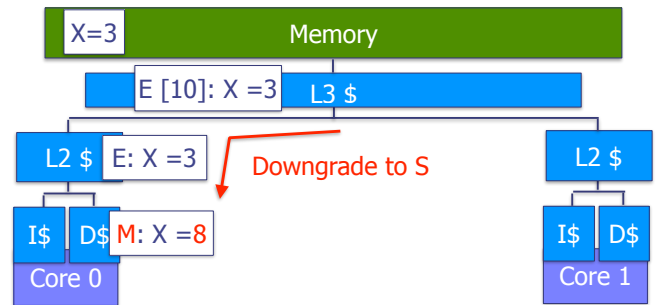 X=3
Memory
E [10]: X =3
L3 $
L2 $
E: X =3
Downgrade to S
L2 $
I$
D$
M: X =8
I$
D$
Core 0
Core 1